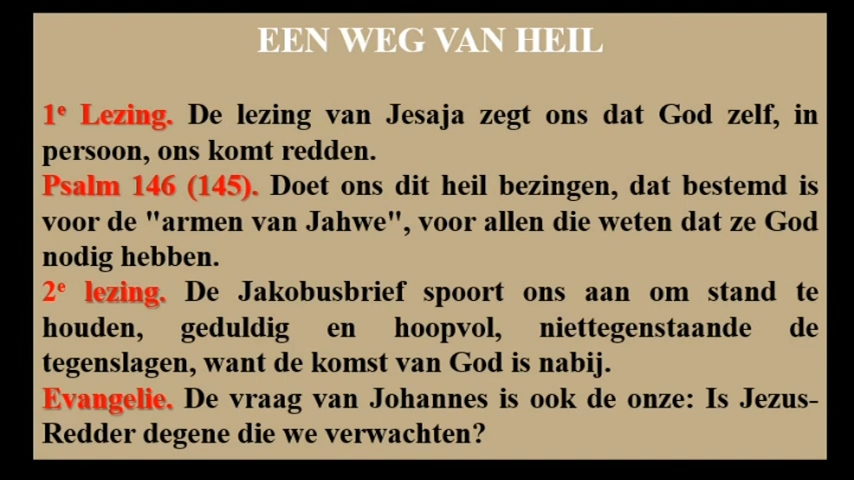 EEN WEG VAN HEIL
1e Lezing. De lezing van Jesaja zegt ons dat God zelf, in
persoon, ons komt redden.
Psalm 146 (145). Doet ons dit heil bezingen, dat bestemd is
voor de "armen van Jahwe", voor allen die weten dat ze God
nodig hebben.
2e lezing. De Jakobusbrief spoort ons aan om stand te
houden, geduldig en hoopvol, niettegenstaande de
tegenslagen, want de komst van God is nabij.
Evangelie. De vraag van Johannes is ook de onze: Is Jezus-
Redder degene die we verwachten?